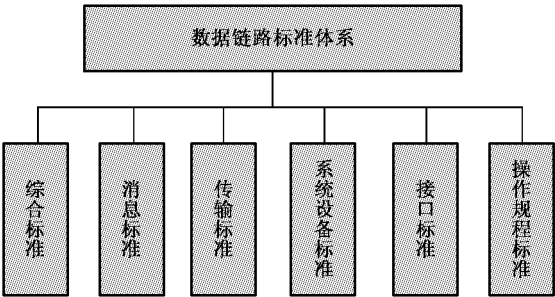 数据链路标准体系
综合标准
消息标准
传输标准
系统设备标准
接口标准
操作规程标准